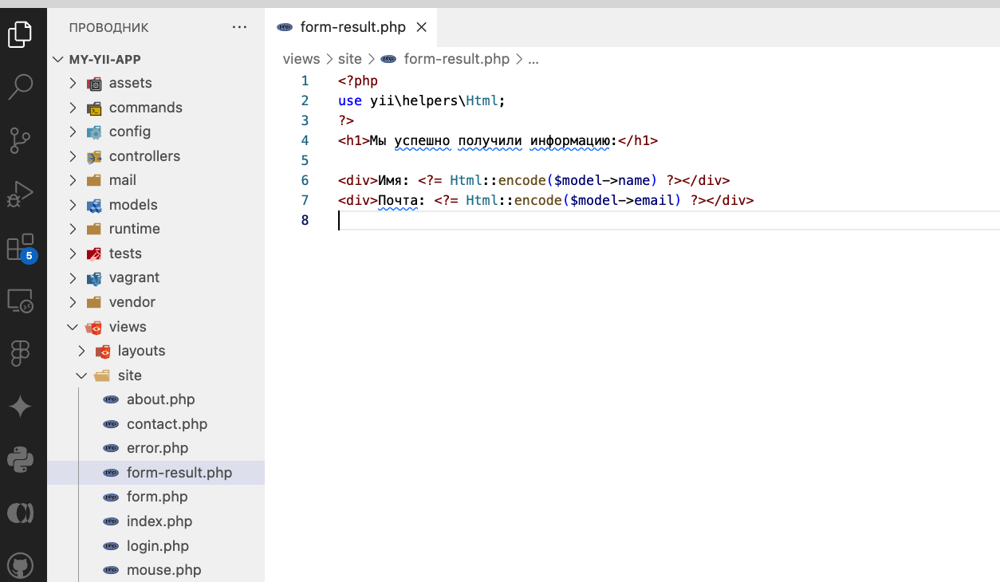 ПРОВОДНИК ...
MY-YII-APP
assets
commands
config
controllers
mail
models
runtime
tests
vagrant
vendor
views
layouts
site
about.php
contact.php
error.php
form-result.php
form.php
index.php
login.php
mouse.php
5
php form-result.php
views > site > php form-result.php > ...
1 <?php
2 use yii\helpers\Html;
3 ?>
4 <h1>Мы успешно получили информацию:</h1>
5
6 <div>Имя: <?= Html::encode($model->name) ?></div>
7 <div>Почта: <?= Html::encode($model->email) ?></div>
8